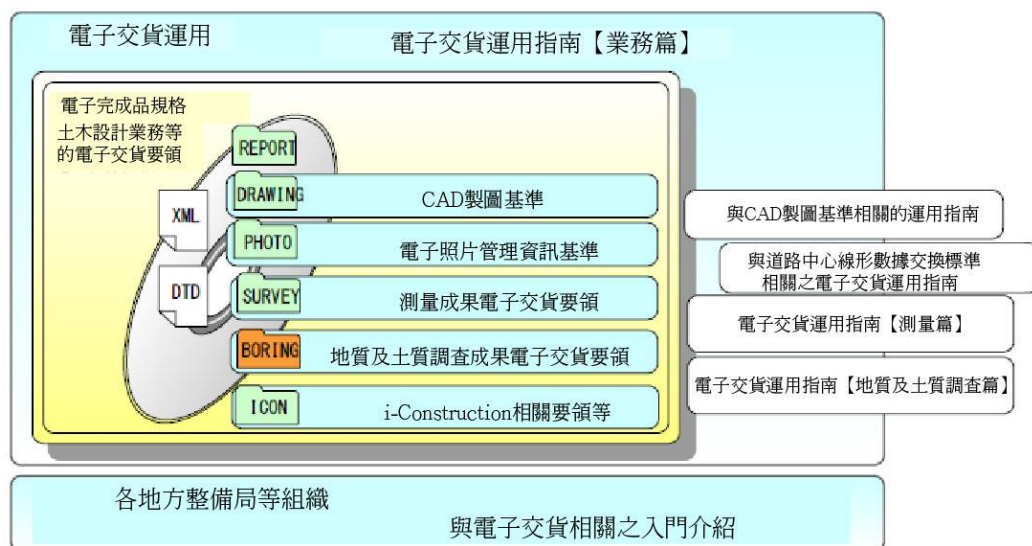 電子交貨運用
電子交貨運用指南【業務篇】
電子完成品規格
土木設計業務等
的電子交貨要領
REPORT
DRAWING
CAD製圖基準
XML
PHOTO
電子照片管理資訊基準
DTD
SURVEY
測量成果電子交貨要領
BORING
地質及土質調查成果電子交貨要領
ICON
i-Construction相關要領等
與CAD製圖基準相關的運用指南
與道路中心線形數據交換標準
相關之電子交貨運用指南
電子交貨運用指南【測量篇】
電子交貨運用指南【地質及土質調查篇】
各地方整備局等組織
與電子交貨相關之入門介紹